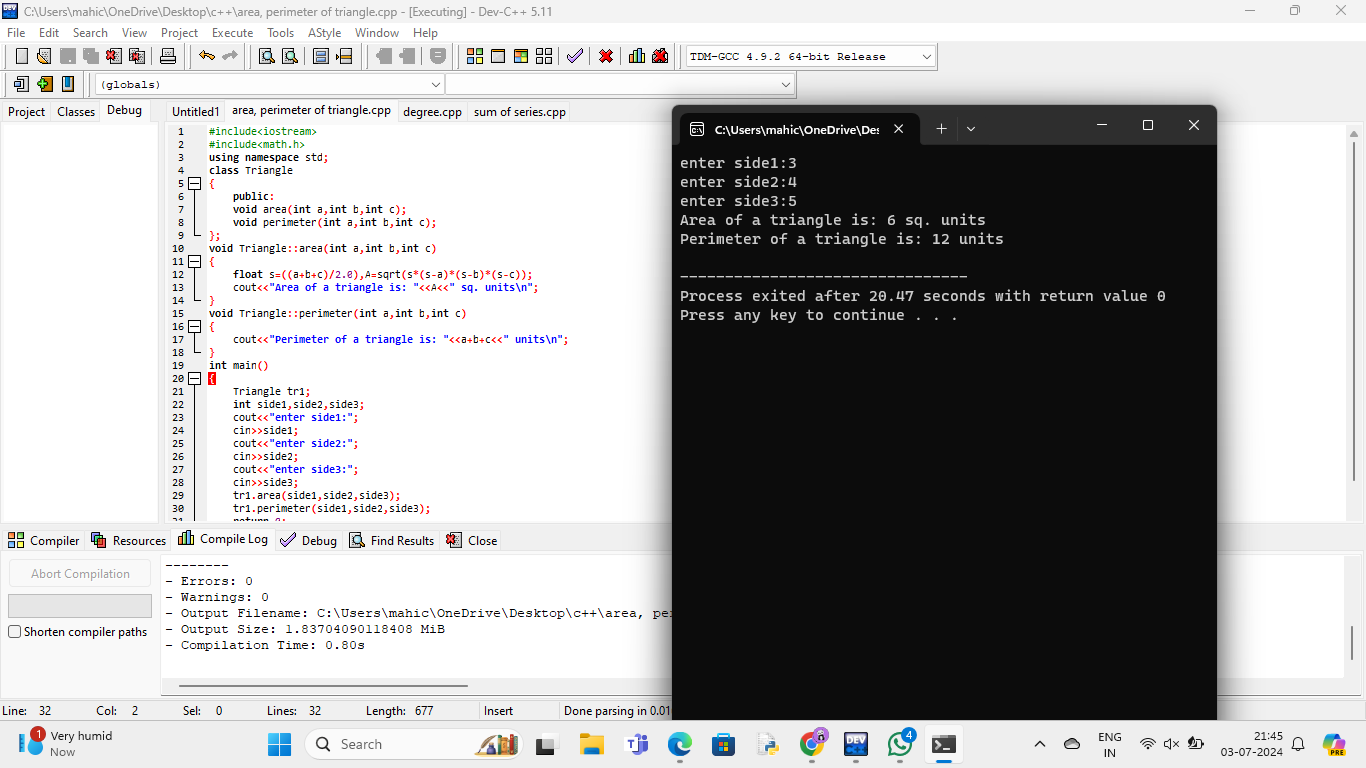 C:\Users\mahic\OneDrive\Desktop\c++\area, perimeter of triangle.cpp - [Executing] - Dev-C++ 5.11
File Edit Search View Project Execute Tools AStyle Window Help
TDM-GCC 4.9.2 64-bit Release
(globals)
Project Classes Debug
Untitled1 area, perimeter of triangle.cpp degree.cpp sum of series.cpp
1 #include<iostream>
2 #include<math.h>
3 using namespace std;
4 class Triangle
5 {
6 public:
7 void area(int a,int b,int c);
8 void perimeter(int a,int b,int c);
9 };
10 void Triangle::area(int a,int b,int c)
11 {
12 float s=((a+b+c)/2.0),A=sqrt(s*(s-a)*(s-b)*(s-c));
13 cout<<"Area of a triangle is: "<<A<<" sq. units\n";
14 }
15 void Triangle::perimeter(int a,int b,int c)
16 {
17 cout<<"Perimeter of a triangle is: "<<a+b+c<<" units\n";
18 }
19 int main()
20 {
21 Triangle tr1;
22 int side1,side2,side3;
23 cout<<"enter side1:";
24 cin>>side1;
25 cout<<"enter side2:";
26 cin>>side2;
27 cout<<"enter side3:";
28 cin>>side3;
29 tr1.area(side1,side2,side3);
30 tr1.perimeter(side1,side2,side3);
31 return 0;
C:\Users\mahic\OneDrive\Des
enter side1:3
enter side2:4
enter side3:5
Area of a triangle is: 6 sq. units
Perimeter of a triangle is: 12 units
--------------------------------
Process exited after 20.47 seconds with return value 0
Press any key to continue . . .
Compiler Resources Compile Log Debug Find Results Close
Abort Compilation
Shorten compiler paths
--------
- Errors: 0
- Warnings: 0
- Output Filename: C:\Users\mahic\OneDrive\Desktop\c++\area, per
- Output Size: 1.83704090118408 MiB
- Compilation Time: 0.80s
Line: 32 Col: 2 Sel: 0 Lines: 32 Length: 677 Insert Done parsing in 0.01
1
Very humid
Now
Search
DEV
4
ENG
IN
21:45
03-07-2024
PRE